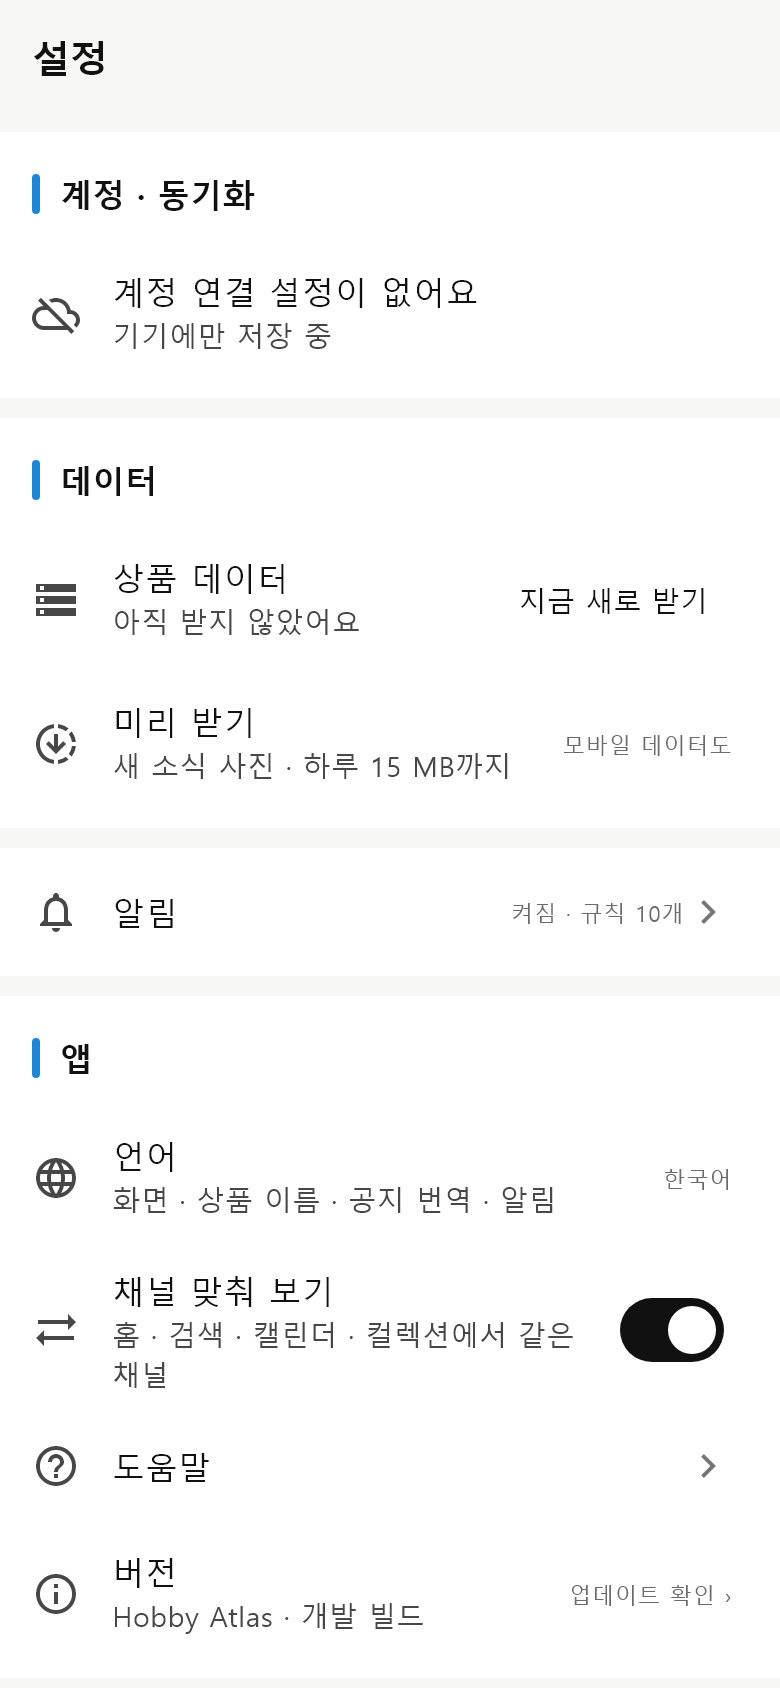 설정
계정 · 동기화
계정 연결 설정이 없어요
기기에만 저장 중
데이터
상품 데이터
아직 받지 않았어요
지금 새로 받기
미리 받기
새 소식 사진 · 하루 15 MB까지
모바일 데이터도
알림
켜짐 · 규칙 10개
앱
언어
화면 · 상품 이름 · 공지 번역 · 알림
한국어
채널 맞춰 보기
홈 · 검색 · 캘린더 · 컬렉션에서 같은
채널
도움말
버전
Hobby Atlas · 개발 빌드
업데이트 확인 ›